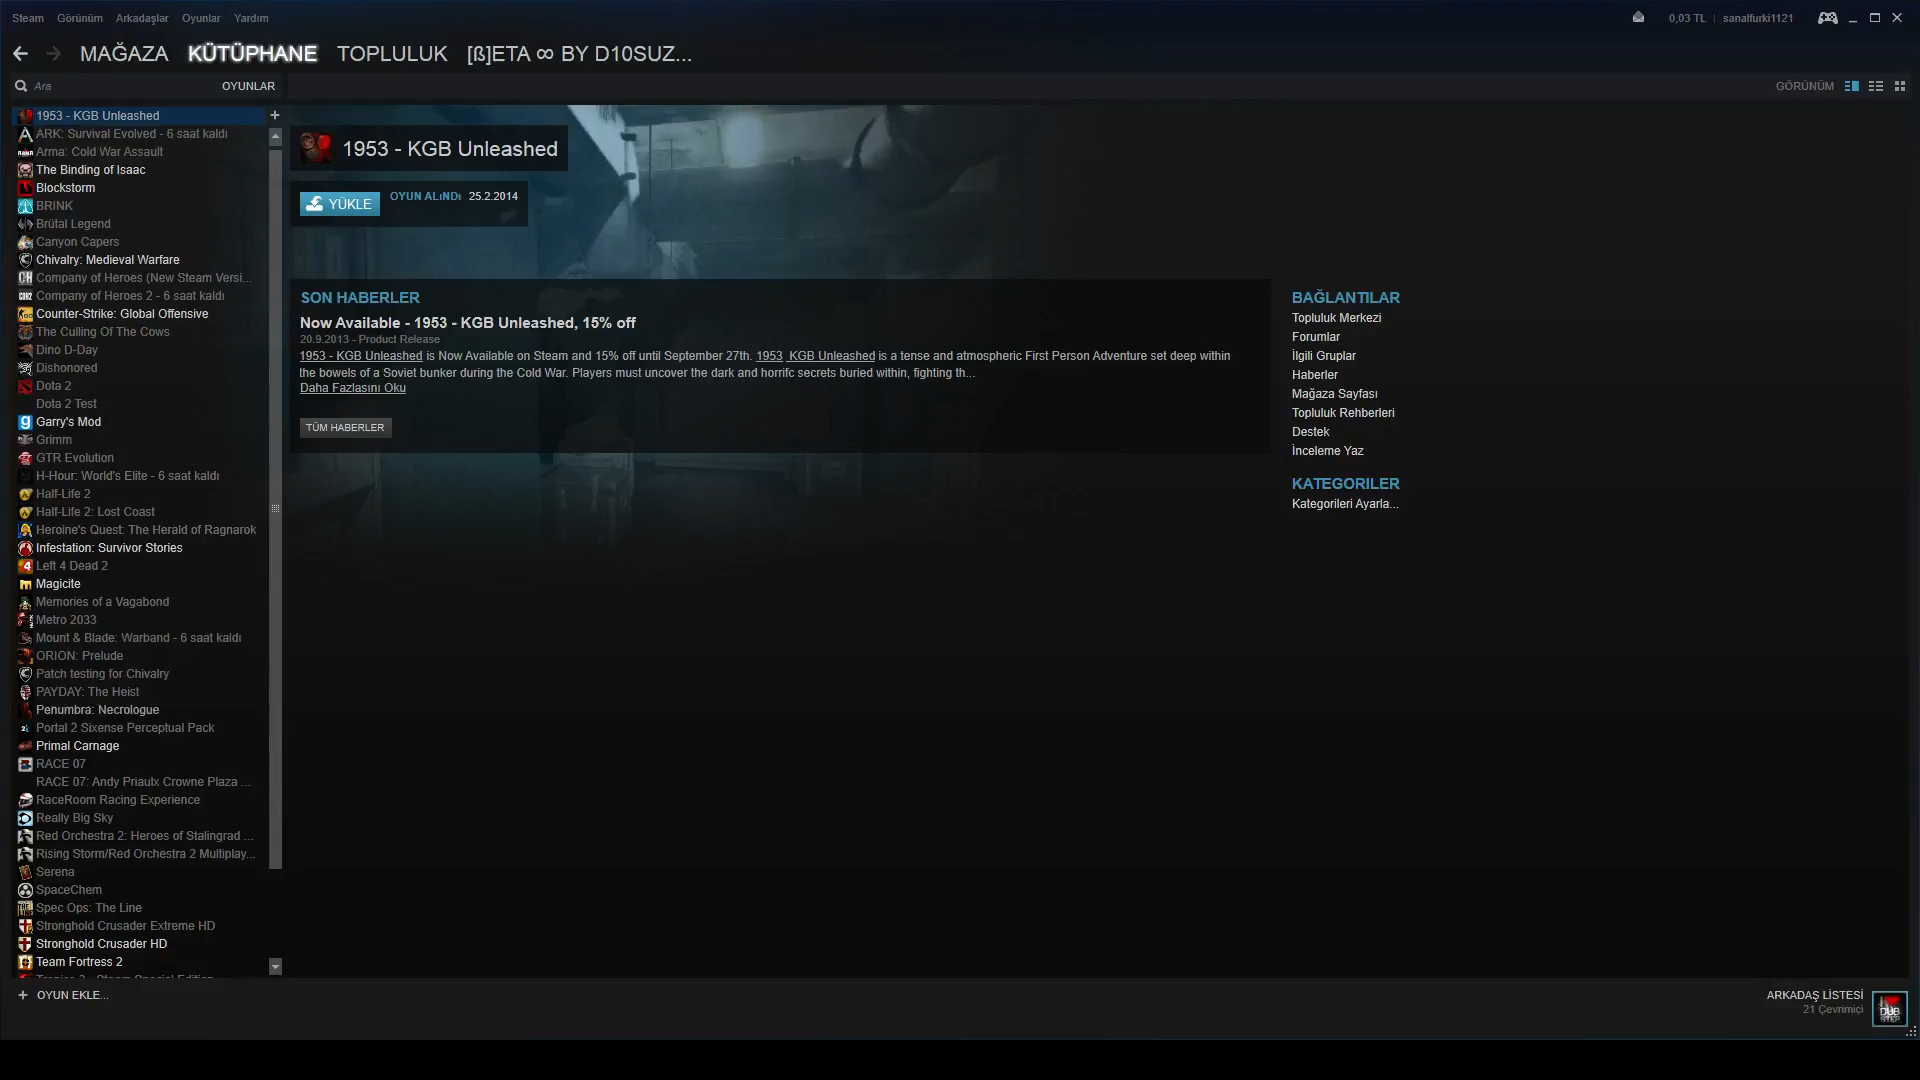 Steam Görünüm Arkadaşlar Oyunlar Yardım
0,03 TL | sanalfurki1121
MAĞAZA KÜTÜPHANE TOPLULUK [ß]ETA ∞ BY D10SUZ...
Ara OYUNLAR
GÖRÜNÜM
1953 - KGB Unleashed
ARK: Survival Evolved - 6 saat kaldı
Arma: Cold War Assault
The Binding of Isaac
Blockstorm
BRINK
Brütal Legend
Canyon Capers
Chivalry: Medieval Warfare
Company of Heroes (New Steam Versi...
Company of Heroes 2 - 6 saat kaldı
Counter-Strike: Global Offensive
The Culling Of The Cows
Dino D-Day
Dishonored
Dota 2
Dota 2 Test
Garry's Mod
Grimm
GTR Evolution
H-Hour: World's Elite - 6 saat kaldı
Half-Life 2
Half-Life 2: Lost Coast
Heroine's Quest: The Herald of Ragnarok
Infestation: Survivor Stories
Left 4 Dead 2
Magicite
Memories of a Vagabond
Metro 2033
Mount & Blade: Warband - 6 saat kaldı
ORION: Prelude
Patch testing for Chivalry
PAYDAY: The Heist
Penumbra: Necrologue
Portal 2 Sixense Perceptual Pack
Primal Carnage
RACE 07
RACE 07: Andy Priaulx Crowne Plaza ...
RaceRoom Racing Experience
Really Big Sky
Red Orchestra 2: Heroes of Stalingrad ...
Rising Storm/Red Orchestra 2 Multiplay...
Serena
SpaceChem
Spec Ops: The Line
Stronghold Crusader Extreme HD
Stronghold Crusader HD
Team Fortress 2
Tropico 3 - Steam Special Edition
+ OYUN EKLE...
1953 - KGB Unleashed
YÜKLE
OYUN ALıNDı 25.2.2014
SON HABERLER
Now Available - 1953 - KGB Unleashed, 15% off
20.9.2013 - Product Release
1953 - KGB Unleashed is Now Available on Steam and 15% off until September 27th. 1953 KGB Unleashed is a tense and atmospheric First Person Adventure set deep within
the bowels of a Soviet bunker during the Cold War. Players must uncover the dark and horrifc secrets buried within, fighting th...
Daha Fazlasını Oku
TÜM HABERLER
BAĞLANTILAR
Topluluk Merkezi
Forumlar
İlgili Gruplar
Haberler
Mağaza Sayfası
Topluluk Rehberleri
Destek
İnceleme Yaz
KATEGORILER
Kategorileri Ayarla...
ARKADAŞ LİSTESİ
21 Çevrimiçi
DUB
STEP